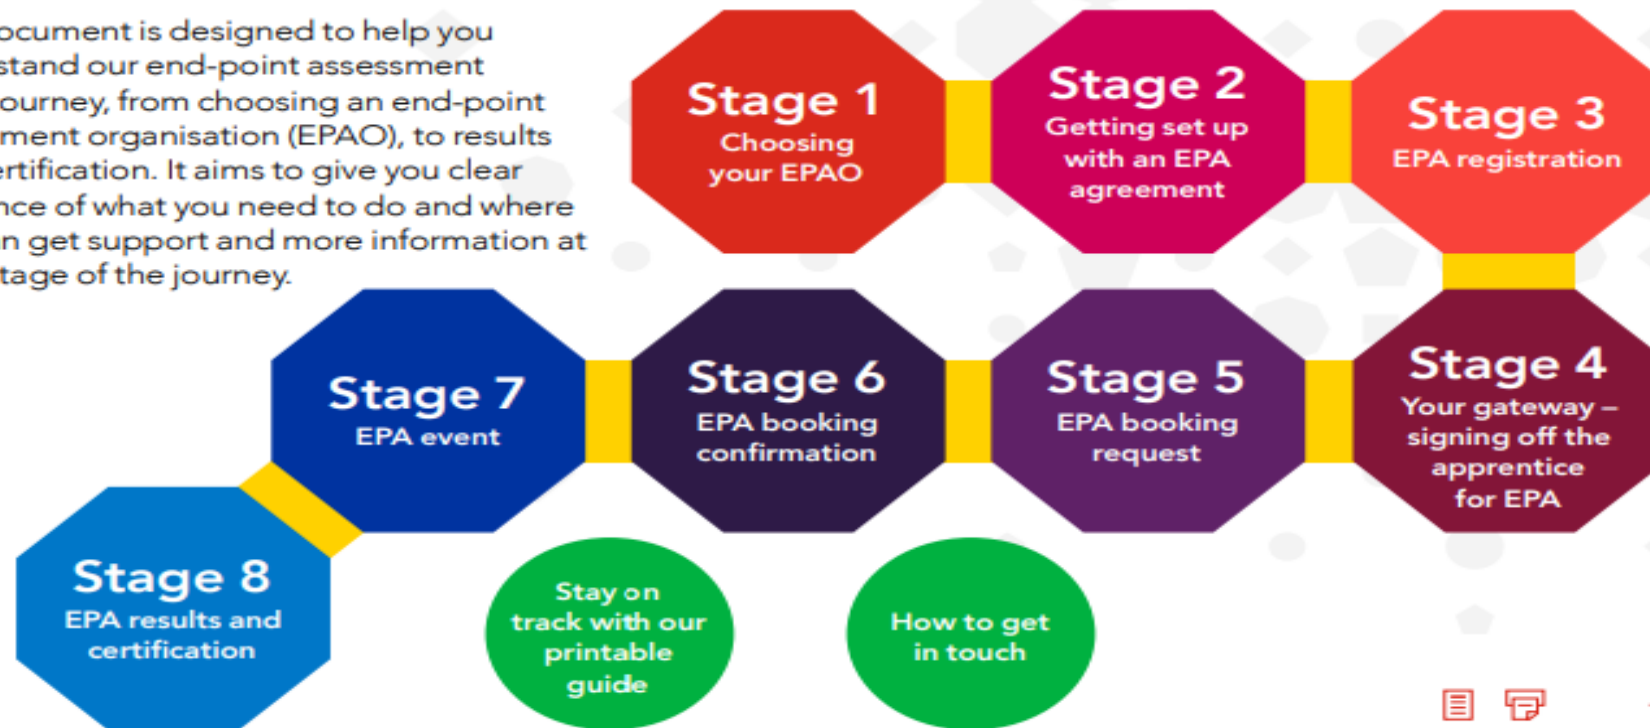 ocument is designed to help you
stand our end-point assessment
ourney, from choosing an end-point
ment organisation (EPAO), to results
ertification. It aims to give you clear
nce of what you need to do and where
n get support and more information at
tage of the journey.
Stage 1
Choosing
your EPAO
Stage 2
Getting set up
with an EPA
agreement
Stage 3
EPA registration
Stage 4
Your gateway –
signing off the
apprentice
for EPA
Stage 5
EPA booking
request
Stage 6
EPA booking
confirmation
Stage 7
EPA event
Stage 8
EPA results and
certification
Stay on
track with our
printable
guide
How to get
in touch